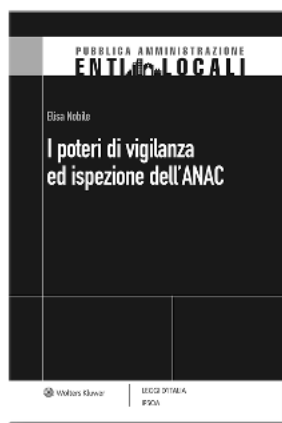 PUBBLICA AMMINISTRAZIONE
ENTI LOCALI
Elisa Nobile
I poteri di vigilanza
ed ispezione dell'ANAC
Wolters Kluwer
LEGGI D'ITALIA
IPSOA